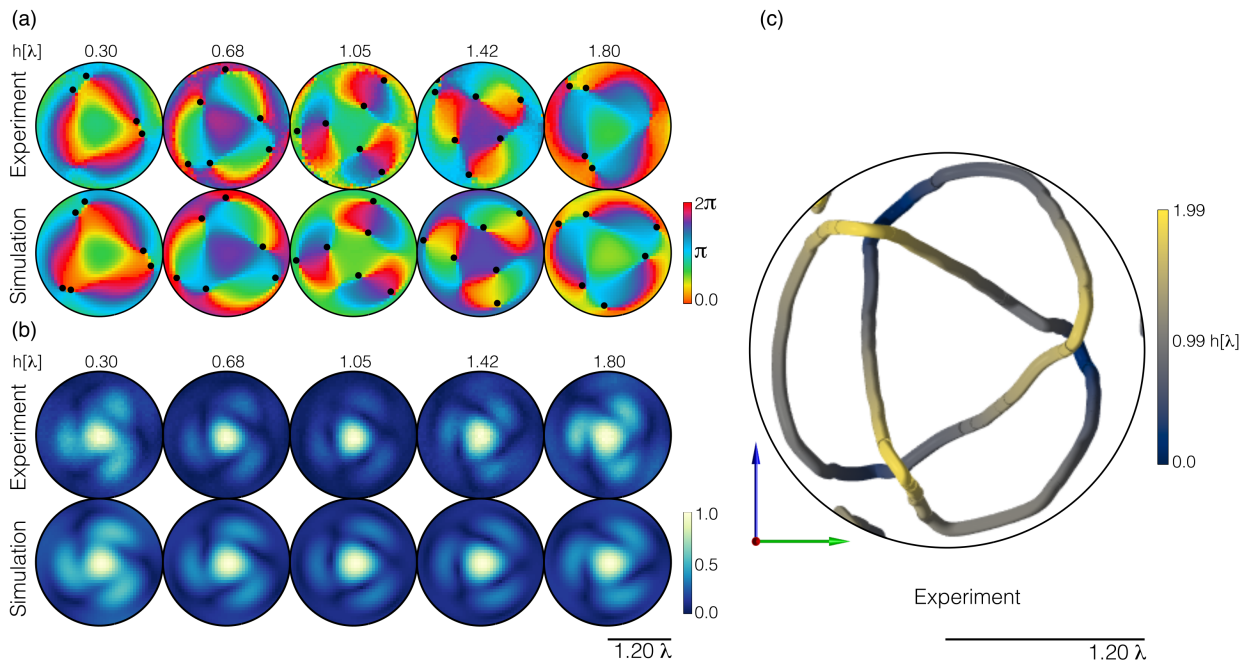 (a)
h[λ] 0.30 0.68 1.05 1.42 1.80
Experiment
Simulation
2π
π
0.0
(b)
h[λ] 0.30 0.68 1.05 1.42 1.80
Experiment
Simulation
1.0
0.5
0.0
1.20 λ
(c)
1.99
0.99 h[λ]
0.0
Experiment
1.20 λ